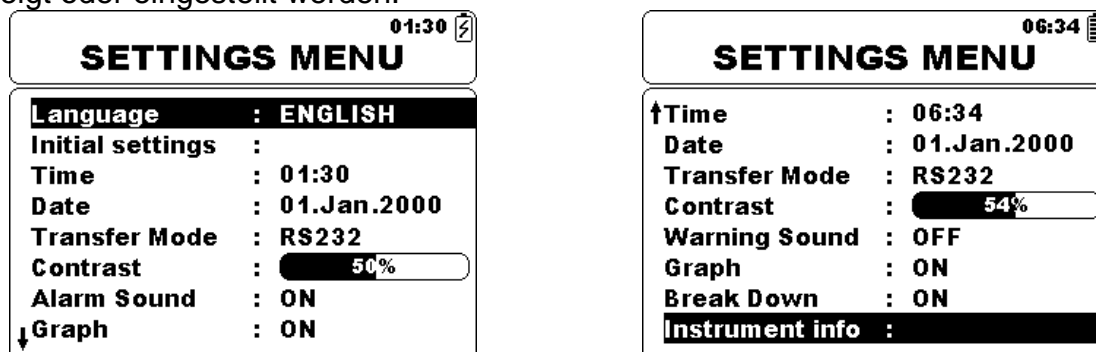 eigt oder eingestellt werden.
01:30
SETTINGS MENU
Language : ENGLISH
Initial settings :
Time : 01:30
Date : 01.Jan.2000
Transfer Mode : RS232
Contrast : 50%
Alarm Sound : ON
Graph : ON
06:34
SETTINGS MENU
Time : 06:34
Date : 01.Jan.2000
Transfer Mode : RS232
Contrast : 54%
Warning Sound : OFF
Graph : ON
Break Down : ON
Instrument info :